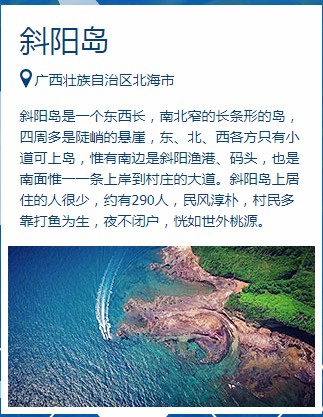 斜阳岛
广西壮族自治区北海市
斜阳岛是一个东西长，南北窄的长条形的岛，
四周多是陡峭的悬崖，东、北、西各方只有小
道可上岛，惟有南边是斜阳渔港、码头，也是
南面惟一一条上岸到村庄的大道。斜阳岛上居
住的人很少，约有290人，民风淳朴，村民多
靠打鱼为生，夜不闭户，恍如世外桃源。